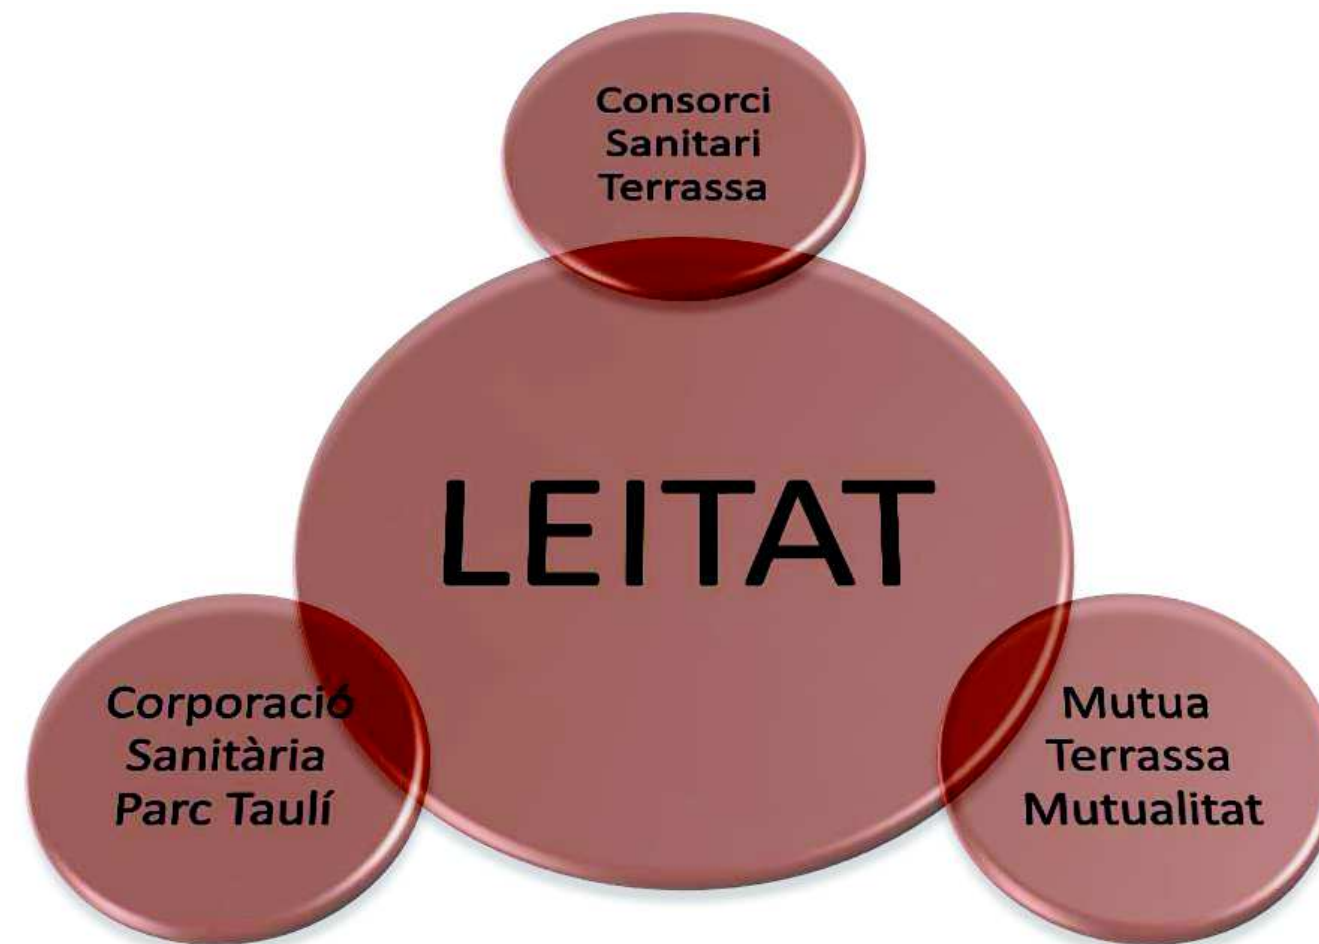 Consorci
Sanitari
Terrassa
LEITAT
Corporació
Sanitària
Parc Taulí
Mutua
Terrassa
Mutualitat